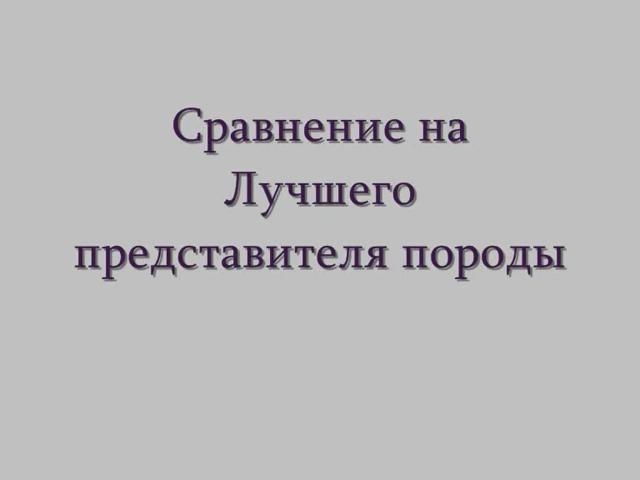 Сравнение на
Лучшего
представителя породы